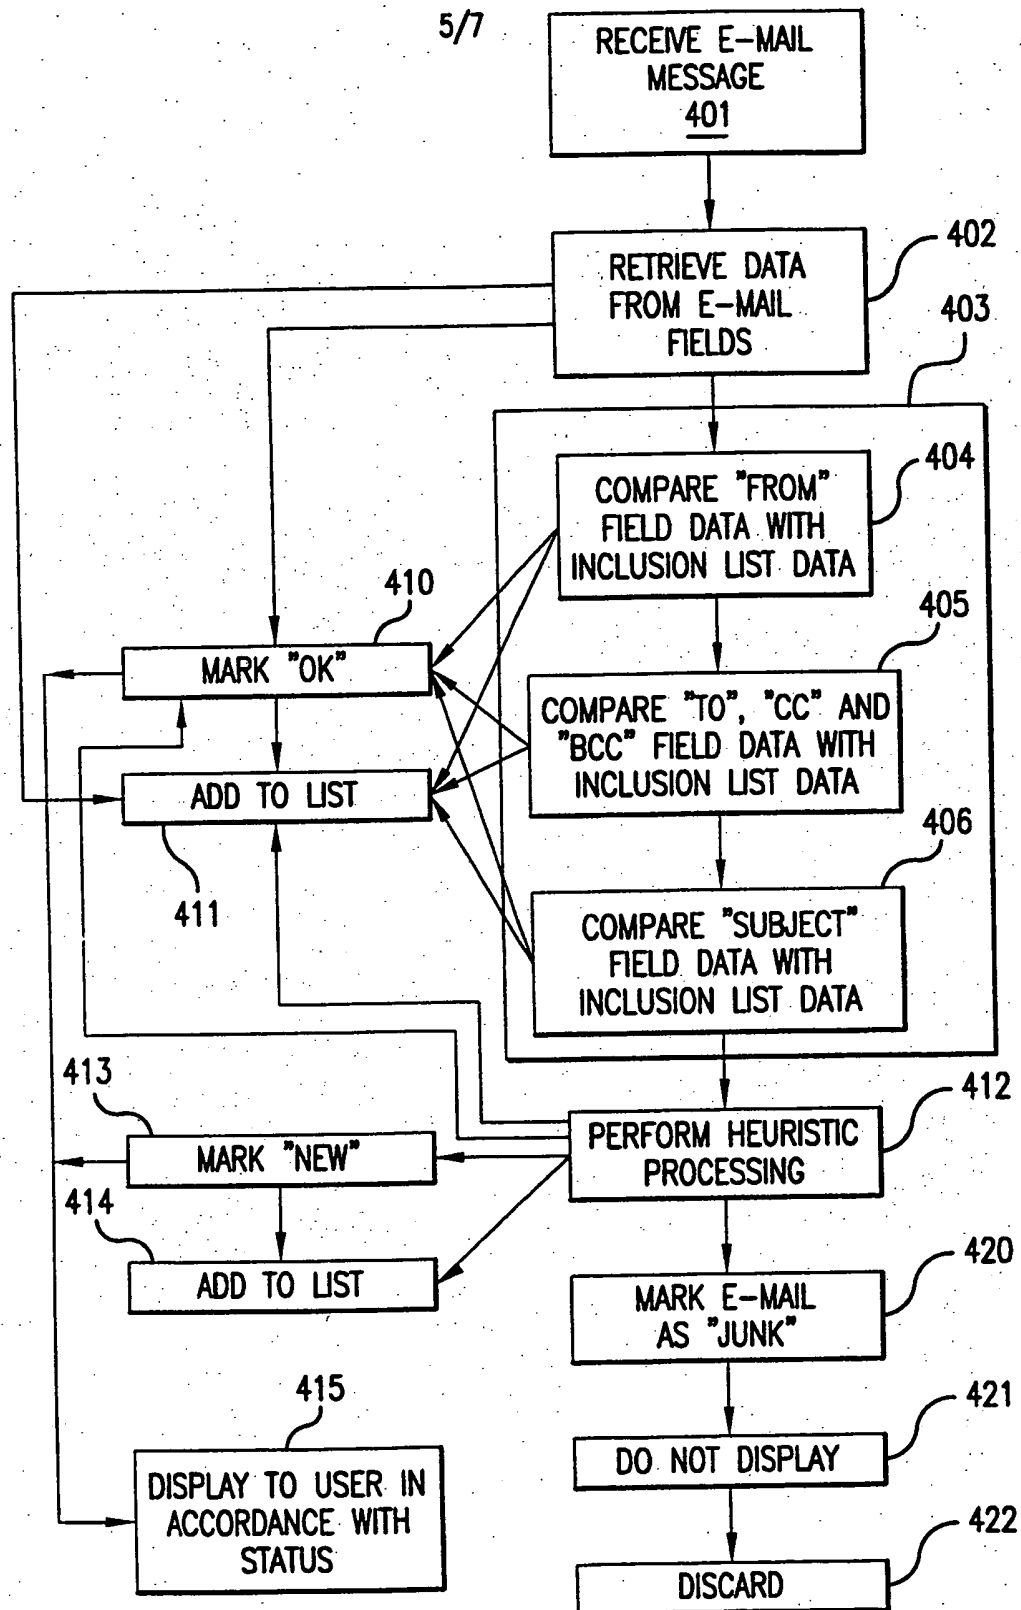 5/7
RECEIVE E-MAIL
MESSAGE
401
402
RETRIEVE DATA
FROM E-MAIL
FIELDS
403
404
COMPARE "FROM"
FIELD DATA WITH
INCLUSION LIST DATA
410
MARK "OK"
405
COMPARE "TO", "CC" AND
"BCC" FIELD DATA WITH
INCLUSION LIST DATA
ADD TO LIST
411
406
COMPARE "SUBJECT"
FIELD DATA WITH
INCLUSION LIST DATA
413
MARK "NEW"
412
PERFORM HEURISTIC
PROCESSING
414
ADD TO LIST
420
MARK E-MAIL
AS "JUNK"
415
DISPLAY TO USER IN
ACCORDANCE WITH
STATUS
421
DO NOT DISPLAY
422
DISCARD